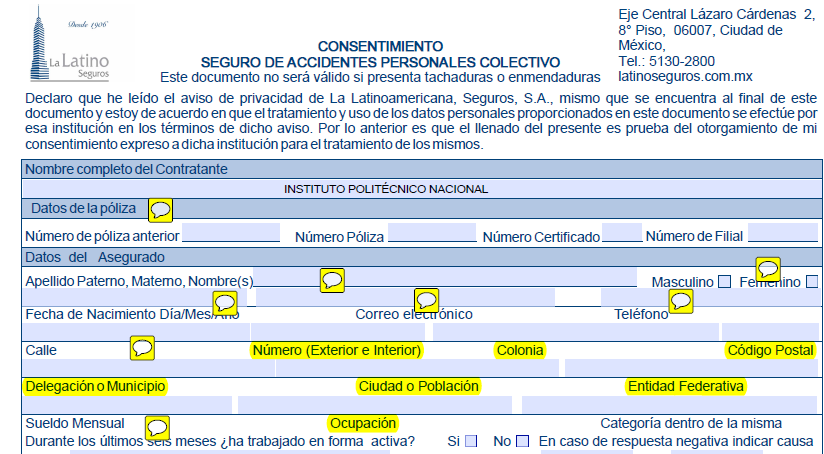 Desde 1906
La Latino
Seguros
CONSENTIMIENTO
SEGURO DE ACCIDENTES PERSONALES COLECTIVO
Este documento no será válido si presenta tachaduras o enmendaduras
Eje Central Lázaro Cárdenas 2,
8° Piso, 06007, Ciudad de
México,
Tel.: 5130-2800
latinoseguros.com.mx
Declaro que he leído el aviso de privacidad de La Latinoamericana, Seguros, S.A., mismo que se encuentra al final de este
documento y estoy de acuerdo en que el tratamiento y uso de los datos personales proporcionados en este documento se efectúe por
esa institución en los términos de dicho aviso. Por lo anterior es que el llenado del presente es prueba del otorgamiento de mi
consentimiento expreso a dicha institución para el tratamiento de los mismos.
Nombre completo del Contratante
INSTITUTO POLITÉCNICO NACIONAL
Datos de la póliza
Número de póliza anterior Número Póliza Número Certificado Número de Filial
Datos del Asegurado
Apellido Paterno, Materno, Nombre(s) Masculino Femenino
Fecha de Nacimiento Día/Mes/Año Correo electrónico Teléfono
Calle Número (Exterior e Interior) Colonia Código Postal
Delegación o Municipio Ciudad o Población Entidad Federativa
Sueldo Mensual Ocupación Categoría dentro de la misma
Durante los últimos seis meses ¿ha trabajado en forma activa? Si No En caso de respuesta negativa indicar causa